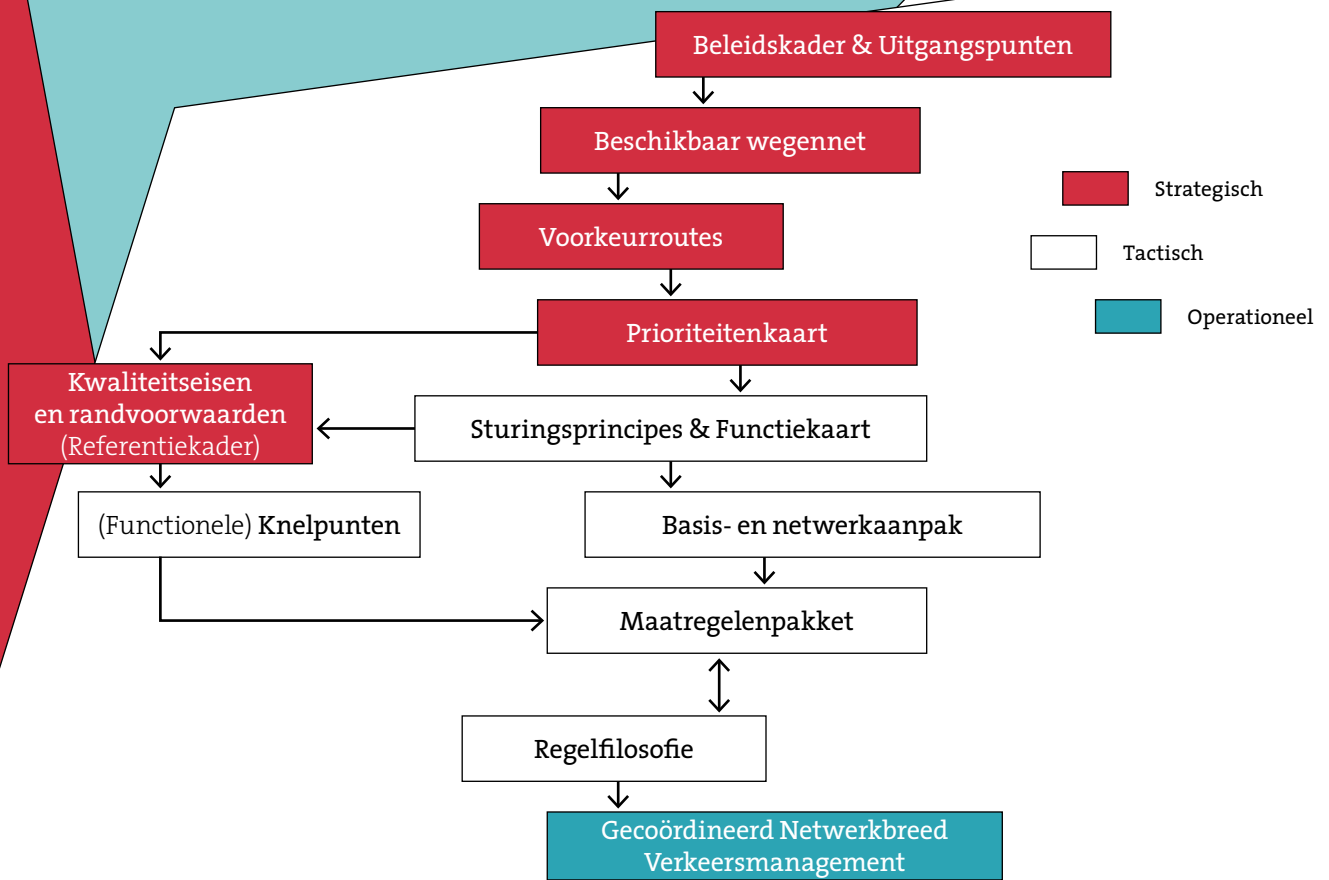 Beleidskader & Uitgangspunten
Beschikbaar wegennet
Strategisch
Voorkeurroutes
Tactisch
Operationeel
Prioriteitenkaart
Kwaliteitseisen
en randvoorwaarden
(Referentiekader)
Sturingsprincipes & Functiekaart
(Functionele) Knelpunten
Basis- en netwerkaanpak
Maatregelenpakket
Regelfilosofie
Gecoördineerd Netwerkbreed
Verkeersmanagement